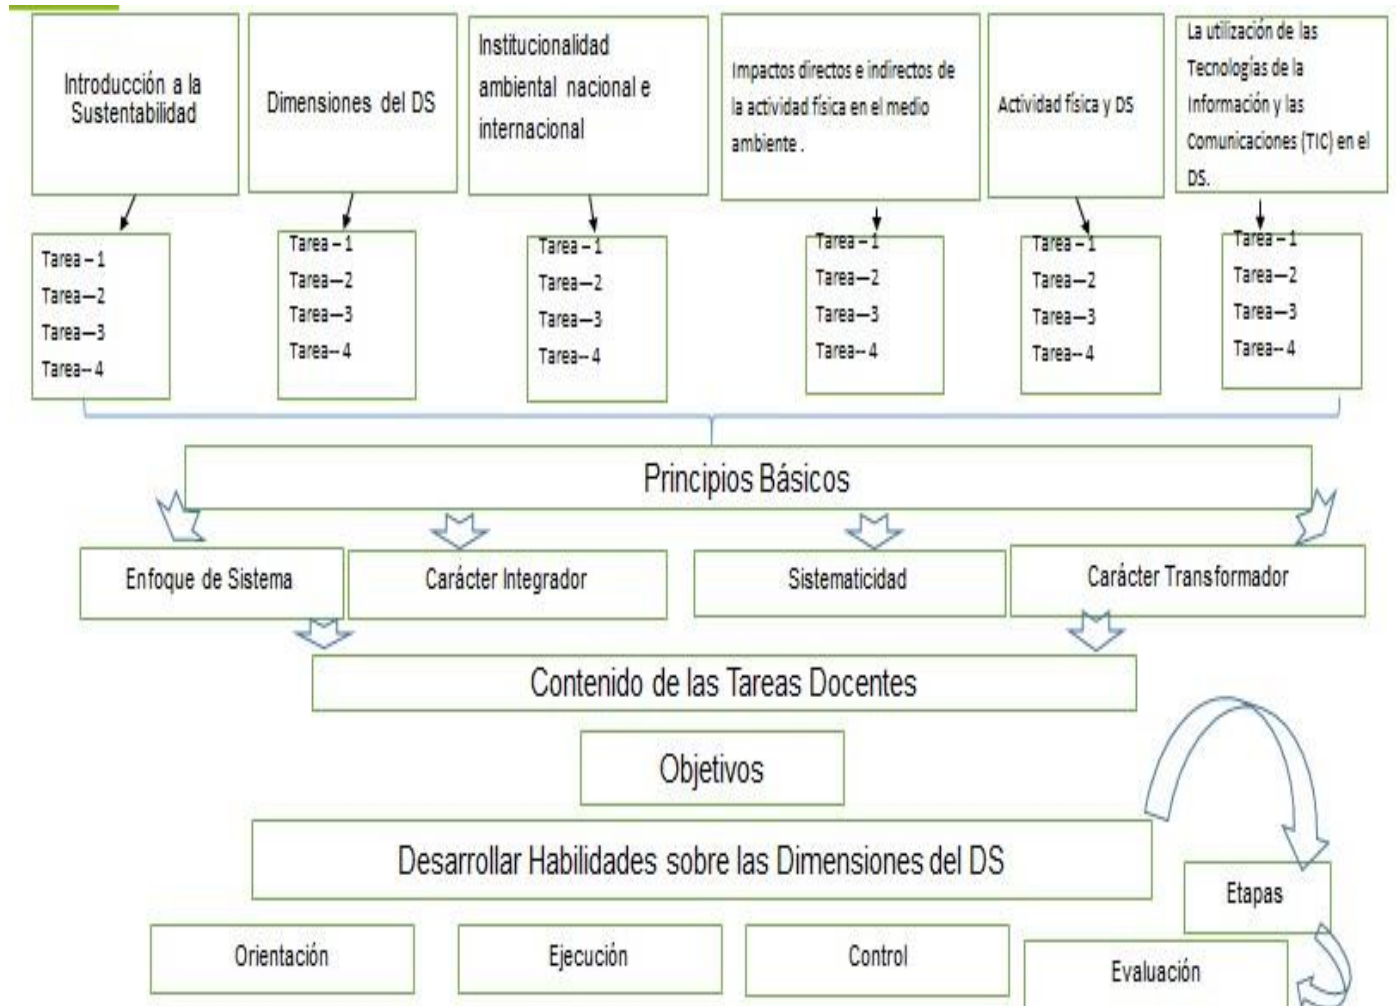 Introducción a la
Sustentabilidad
Dimensiones del DS
Institucionalidad
ambiental nacional e
internacional
Impactos directos e indirectos de
la actividad física en el medio
ambiente .
Actividad física y DS
La utilización de las
Tecnologías de la
Información y las
Comunicaciones (TIC) en el
DS.
Tarea – 1
Tarea—2
Tarea—3
Tarea-- 4
Tarea – 1
Tarea—2
Tarea—3
Tarea-- 4
Tarea – 1
Tarea—2
Tarea—3
Tarea-- 4
Tarea – 1
Tarea—2
Tarea—3
Tarea-- 4
Tarea – 1
Tarea—2
Tarea—3
Tarea-- 4
Tarea – 1
Tarea—2
Tarea—3
Tarea-- 4
Principios Básicos
Enfoque de Sistema
Carácter Integrador
Sistematicidad
Carácter Transformador
Contenido de las Tareas Docentes
Objetivos
Desarrollar Habilidades sobre las Dimensiones del DS
Etapas
Orientación
Ejecución
Control
Evaluación